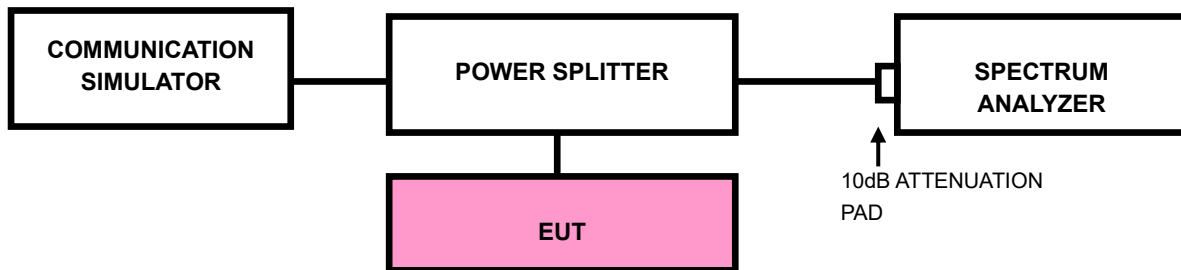 COMMUNICATION
SIMULATOR
POWER SPLITTER
SPECTRUM
ANALYZER
10dB ATTENUATION
PAD
EUT